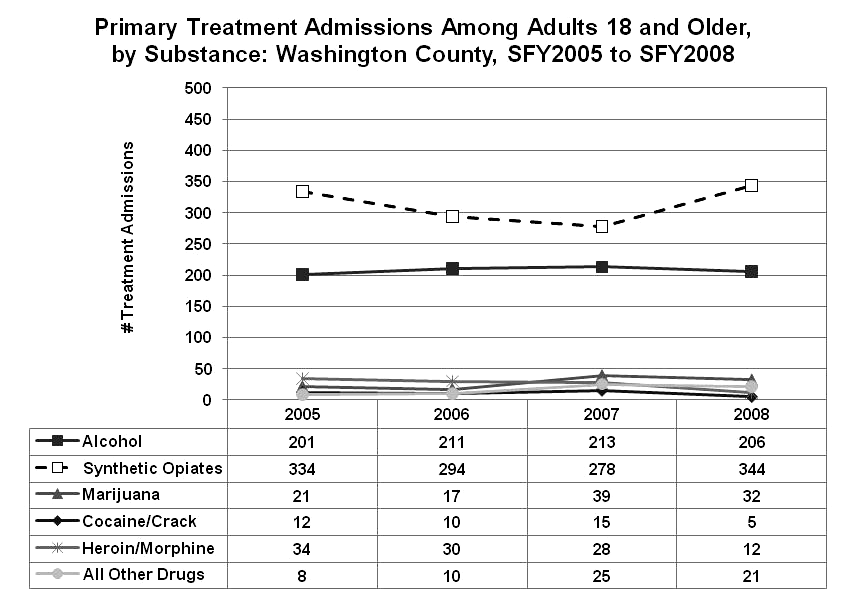 Primary Treatment Admissions Among Adults 18 and Older,
by Substance: Washington County, SFY2005 to SFY2008
# Treatment Admissions
500
450
400
350
300
250
200
150
100
50
0
2005 2006 2007 2008
Alcohol 201 211 213 206
Synthetic Opiates 334 294 278 344
Marijuana 21 17 39 32
Cocaine/Crack 12 10 15 5
Heroin/Morphine 34 30 28 12
All Other Drugs 8 10 25 21